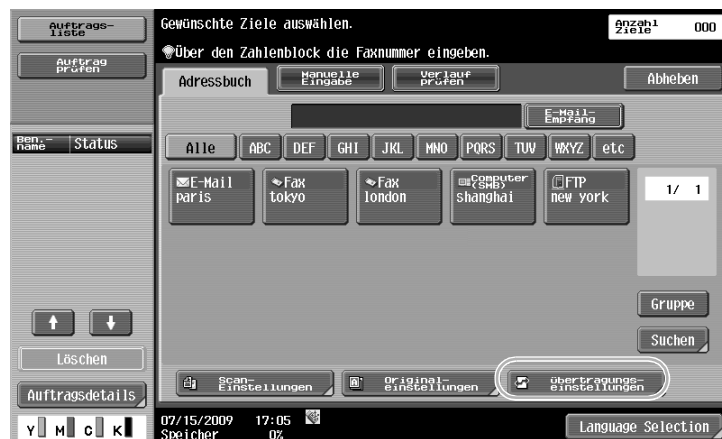 Auftrags-
liste
Auftrag
prüfen
Ben.-
name
Status
Löschen
Auftragsdetails
Y M C K
Gewünschte Ziele auswählen.
Über den Zahlenblock die Faxnummer eingeben.
Anzahl
Ziele 000
Adressbuch
Manuelle
Eingabe
Verlauf
prüfen
Abheben
E-Mail-
Empfang
Alle ABC DEF GHI JKL MNO PQRS TUV WXYZ etc
E-Mail
paris
Fax
tokyo
Fax
london
Computer
(SMB)
shanghai
FTP
new york
1/ 1
Gruppe
Suchen
Scan-
Einstellungen
Original-
einstellungen
übertragungs-
einstellungen
07/15/2009 17:05
Speicher 0%
Language Selection